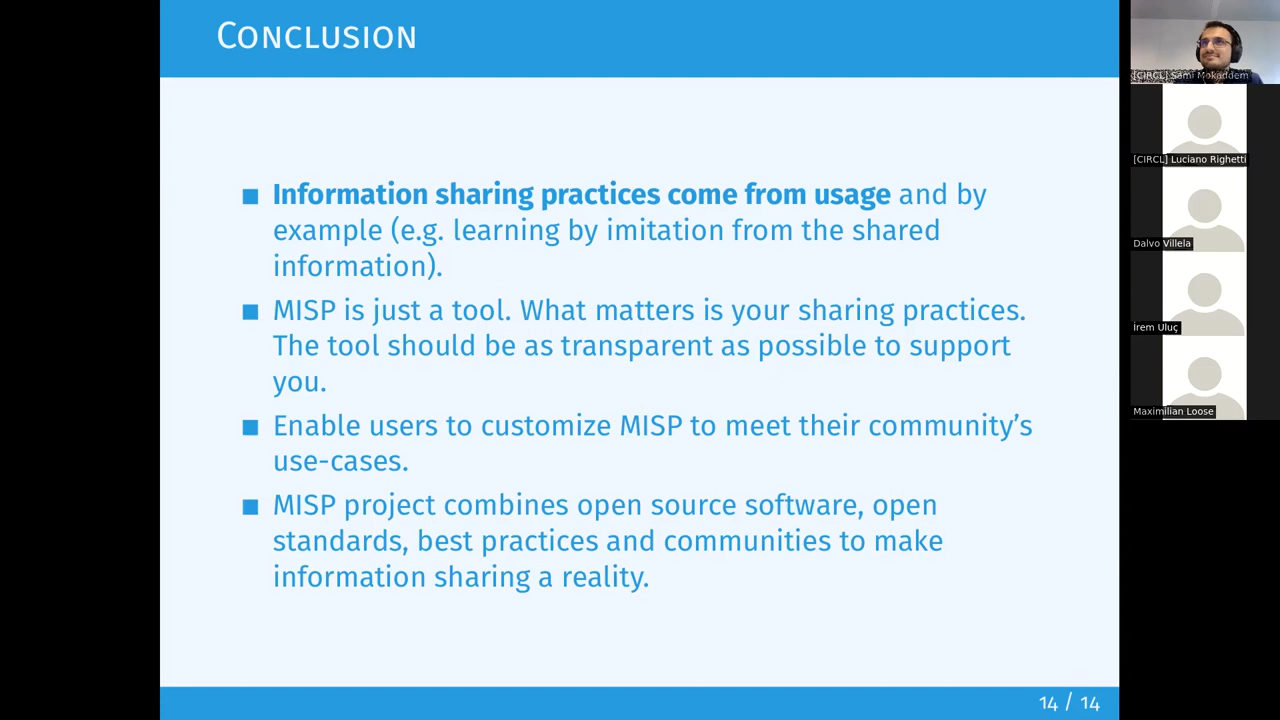 Conclusion
■ Information sharing practices come from usage and by
example (e.g. learning by imitation from the shared
information).
■ MISP is just a tool. What matters is your sharing practices.
The tool should be as transparent as possible to support
you.
■ Enable users to customize MISP to meet their community’s
use-cases.
■ MISP project combines open source software, open
standards, best practices and communities to make
information sharing a reality.
14 / 14
[CIRCL] Sami Mokaddem
[CIRCL] Luciano Righetti
Dalvo Villela
İrem Uluç
Maximilian Loose